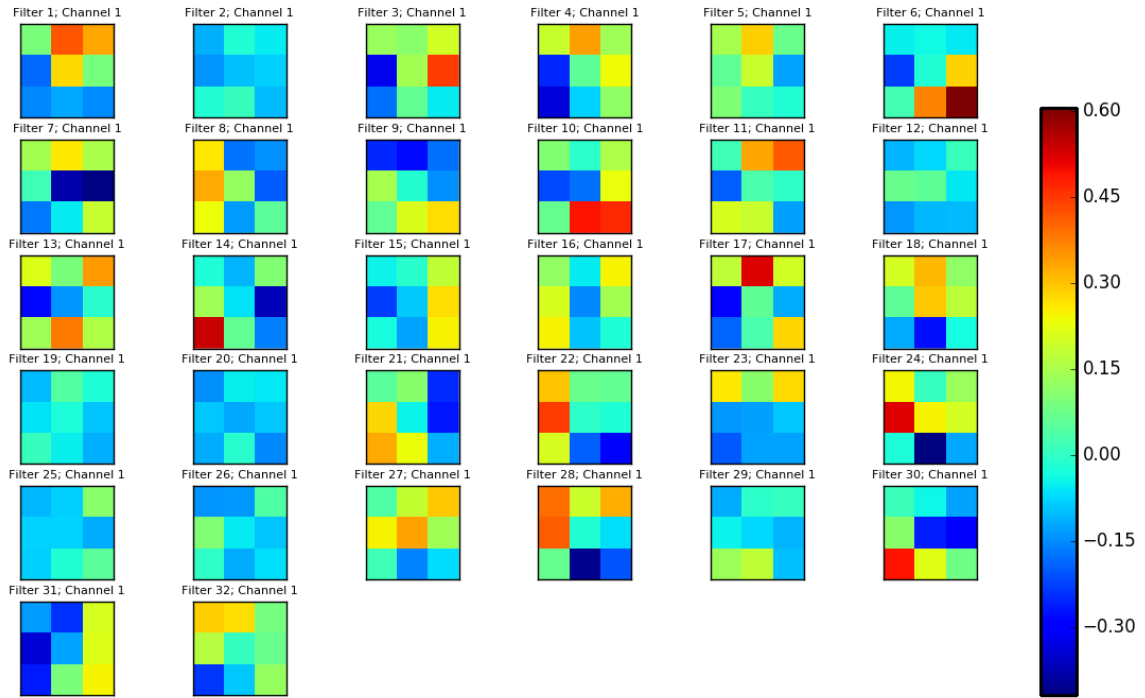 Filter 1; Channel 1
Filter 2; Channel 1
Filter 3; Channel 1
Filter 4; Channel 1
Filter 5; Channel 1
Filter 6; Channel 1
Filter 7; Channel 1
Filter 8; Channel 1
Filter 9; Channel 1
Filter 10; Channel 1
Filter 11; Channel 1
Filter 12; Channel 1
Filter 13; Channel 1
Filter 14; Channel 1
Filter 15; Channel 1
Filter 16; Channel 1
Filter 17; Channel 1
Filter 18; Channel 1
Filter 19; Channel 1
Filter 20; Channel 1
Filter 21; Channel 1
Filter 22; Channel 1
Filter 23; Channel 1
Filter 24; Channel 1
Filter 25; Channel 1
Filter 26; Channel 1
Filter 27; Channel 1
Filter 28; Channel 1
Filter 29; Channel 1
Filter 30; Channel 1
Filter 31; Channel 1
Filter 32; Channel 1
0.60
0.45
0.30
0.15
0.00
−0.15
−0.30